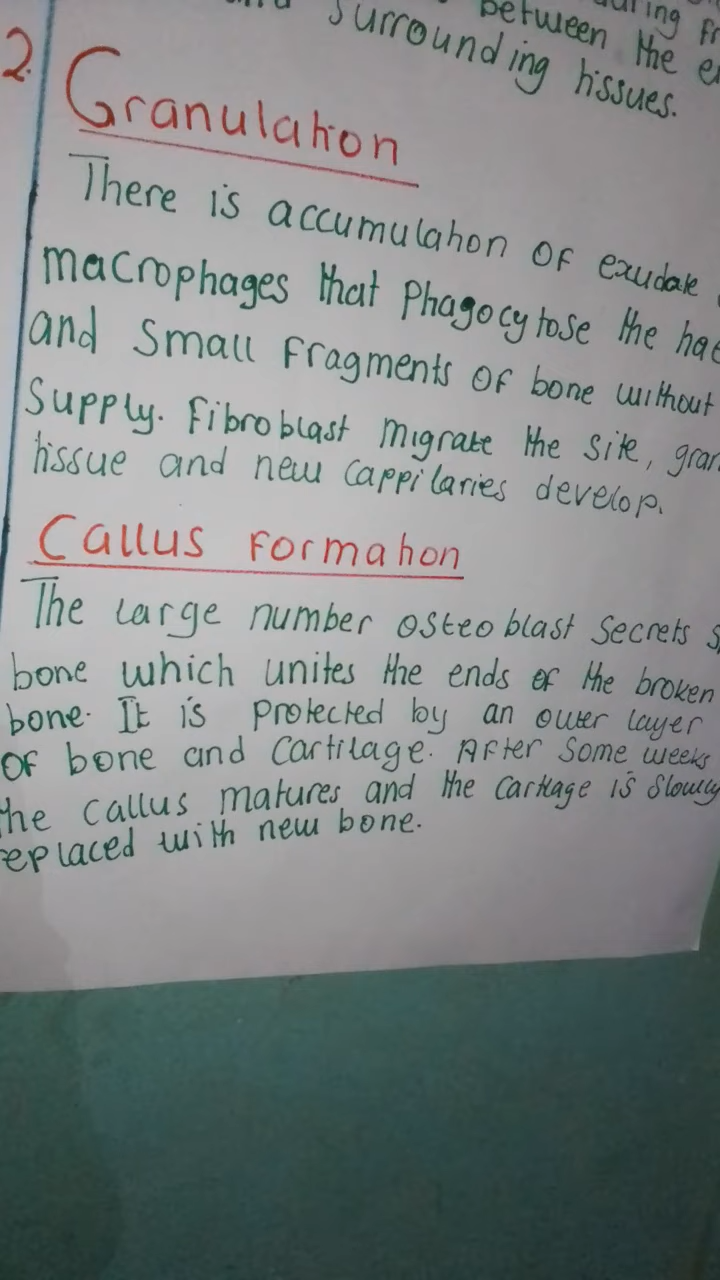 between the
surrounding tissues.
2. Granulation
There is accumulation of exudate
macrophages that phagocytose the hae
and small fragments of bone without
supply. Fibroblast migrate the site, gran
tissue and new cappilaries develop.
Callus formation
The large number osteoblast secrets s
bone which unites the ends of the broken
bone. It is protected by an outer layer
of bone and cartilage. After some weeks
the callus matures and the cartlage is slowly
replaced with new bone.